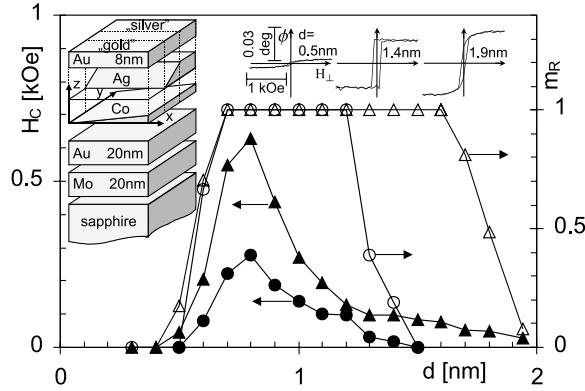 1
0.5
0
H_C [kOe]
„silver"
„gold"
Au 8nm
Ag
Co
z
y
x
Au 20nm
Mo 20nm
sapphire
0.03
deg
ϕ
d=
0.5nm
1 kOe
H⊥
1.4nm
1.9nm
1
0.5
0
m_R
0
1
2
d [nm]